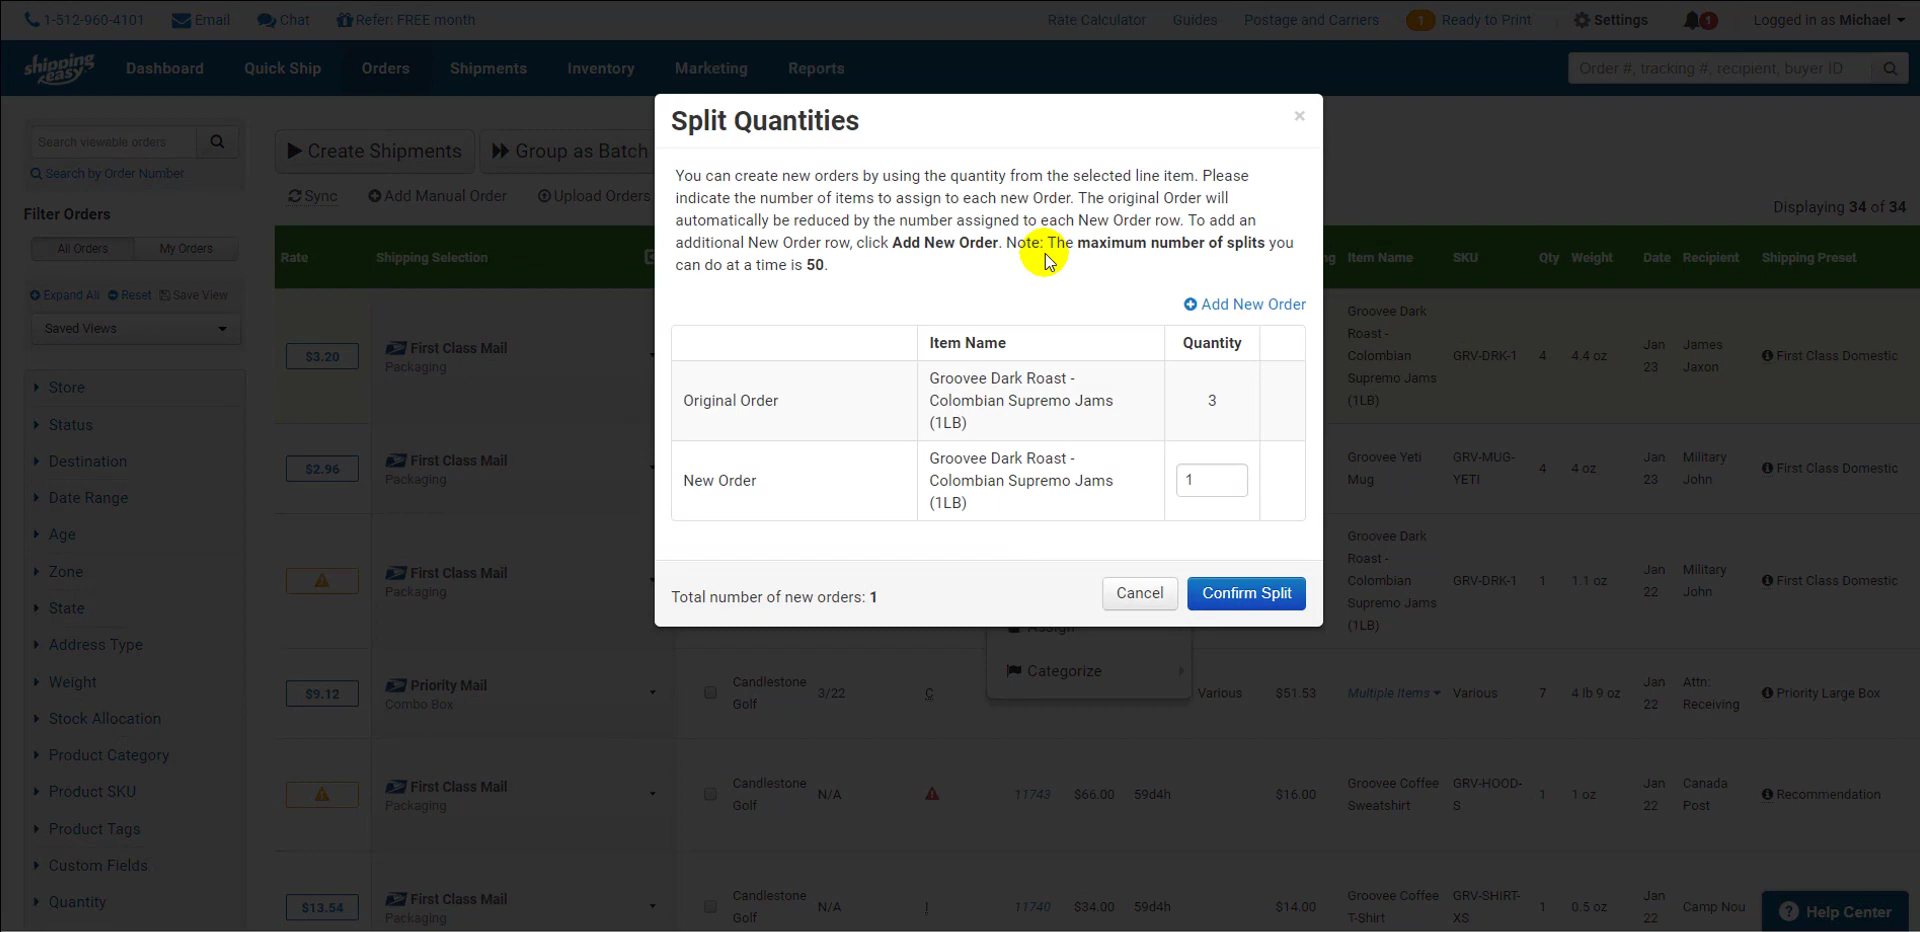 1-512-960-4101
Email
Chat
Refer: FREE month
Rate Calculator
Guides
Postage and Carriers
1
Ready to Print
Settings
1
Logged in as Michael
shipping easy
Dashboard
Quick Ship
Orders
Shipments
Inventory
Marketing
Reports
Order #, tracking #, recipient, buyer ID
Search viewable orders
Search by Order Number
Filter Orders
All Orders
My Orders
Expand All
Reset
Save View
Saved Views
Store
Status
Destination
Date Range
Age
Zone
State
Address Type
Weight
Stock Allocation
Product Category
Product SKU
Product Tags
Custom Fields
Quantity
Create Shipments
Group as Batch
Sync
Add Manual Order
Upload Orders
Displaying 34 of 34
Split Quantities
×
You can create new orders by using the quantity from the selected line item. Please
indicate the number of items to assign to each new Order. The original Order will
automatically be reduced by the number assigned to each New Order row. To add an
additional New Order row, click Add New Order. Note: The maximum number of splits you
can do at a time is 50.
Add New Order
Item Name
Quantity
Original Order
Groovee Dark Roast -
Colombian Supremo Jams
(1LB)
3
New Order
Groovee Dark Roast -
Colombian Supremo Jams
(1LB)
1
Total number of new orders: 1
Cancel
Confirm Split
Assign
Categorize
Rate
Shipping Selection
Item Name
SKU
Qty
Weight
Date
Recipient
Shipping Preset
$3.20
First Class Mail
Packaging
Groovee Dark
Roast -
Colombian
Supremo Jams
(1LB)
GRV-DRK-1
4
4.4 oz
Jan
23
James
Jaxon
First Class Domestic
$2.96
First Class Mail
Packaging
Groovee Yeti
Mug
GRV-MUG-
YETI
4
4 oz
Jan
23
Military
John
First Class Domestic
First Class Mail
Packaging
Groovee Dark
Roast -
Colombian
Supremo Jams
(1LB)
GRV-DRK-1
1
1.1 oz
Jan
22
Military
John
First Class Domestic
$9.12
Priority Mail
Combo Box
Candlestone
Golf
3/22
C
Various
$51.53
Multiple Items
Various
7
4 lb 9 oz
Jan
22
Attn:
Receiving
Priority Large Box
First Class Mail
Packaging
Candlestone
Golf
N/A
11743
$66.00
59d4h
$16.00
Groovee Coffee
Sweatshirt
GRV-HOOD-
S
1
1 oz
Jan
22
Canada
Post
Recommendation
$13.54
First Class Mail
Packaging
Candlestone
Golf
N/A
!
11740
$34.00
59d4h
$14.00
Groovee Coffee
T-Shirt
GRV-SHIRT-
XS
1
0.5 oz
Jan
22
Camp Nou
Help Center